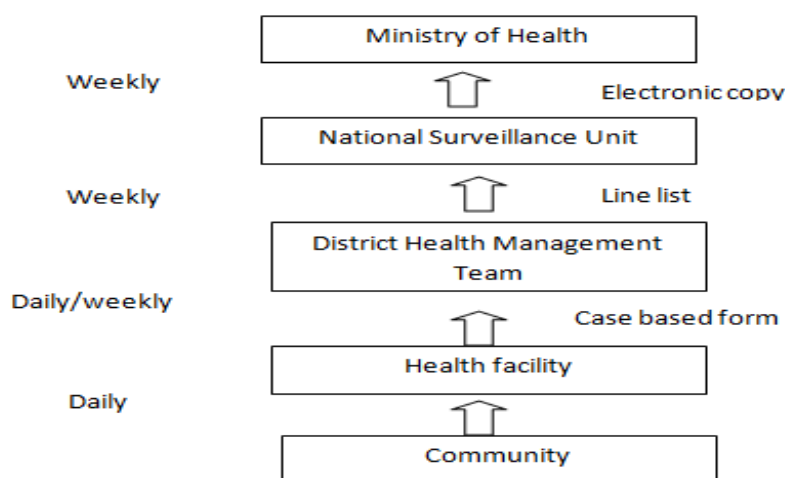 Ministry of Health
Weekly
Electronic copy
National Surveillance Unit
Weekly
Line list
District Health Management
Team
Daily/weekly
Case based form
Health facility
Daily
Community